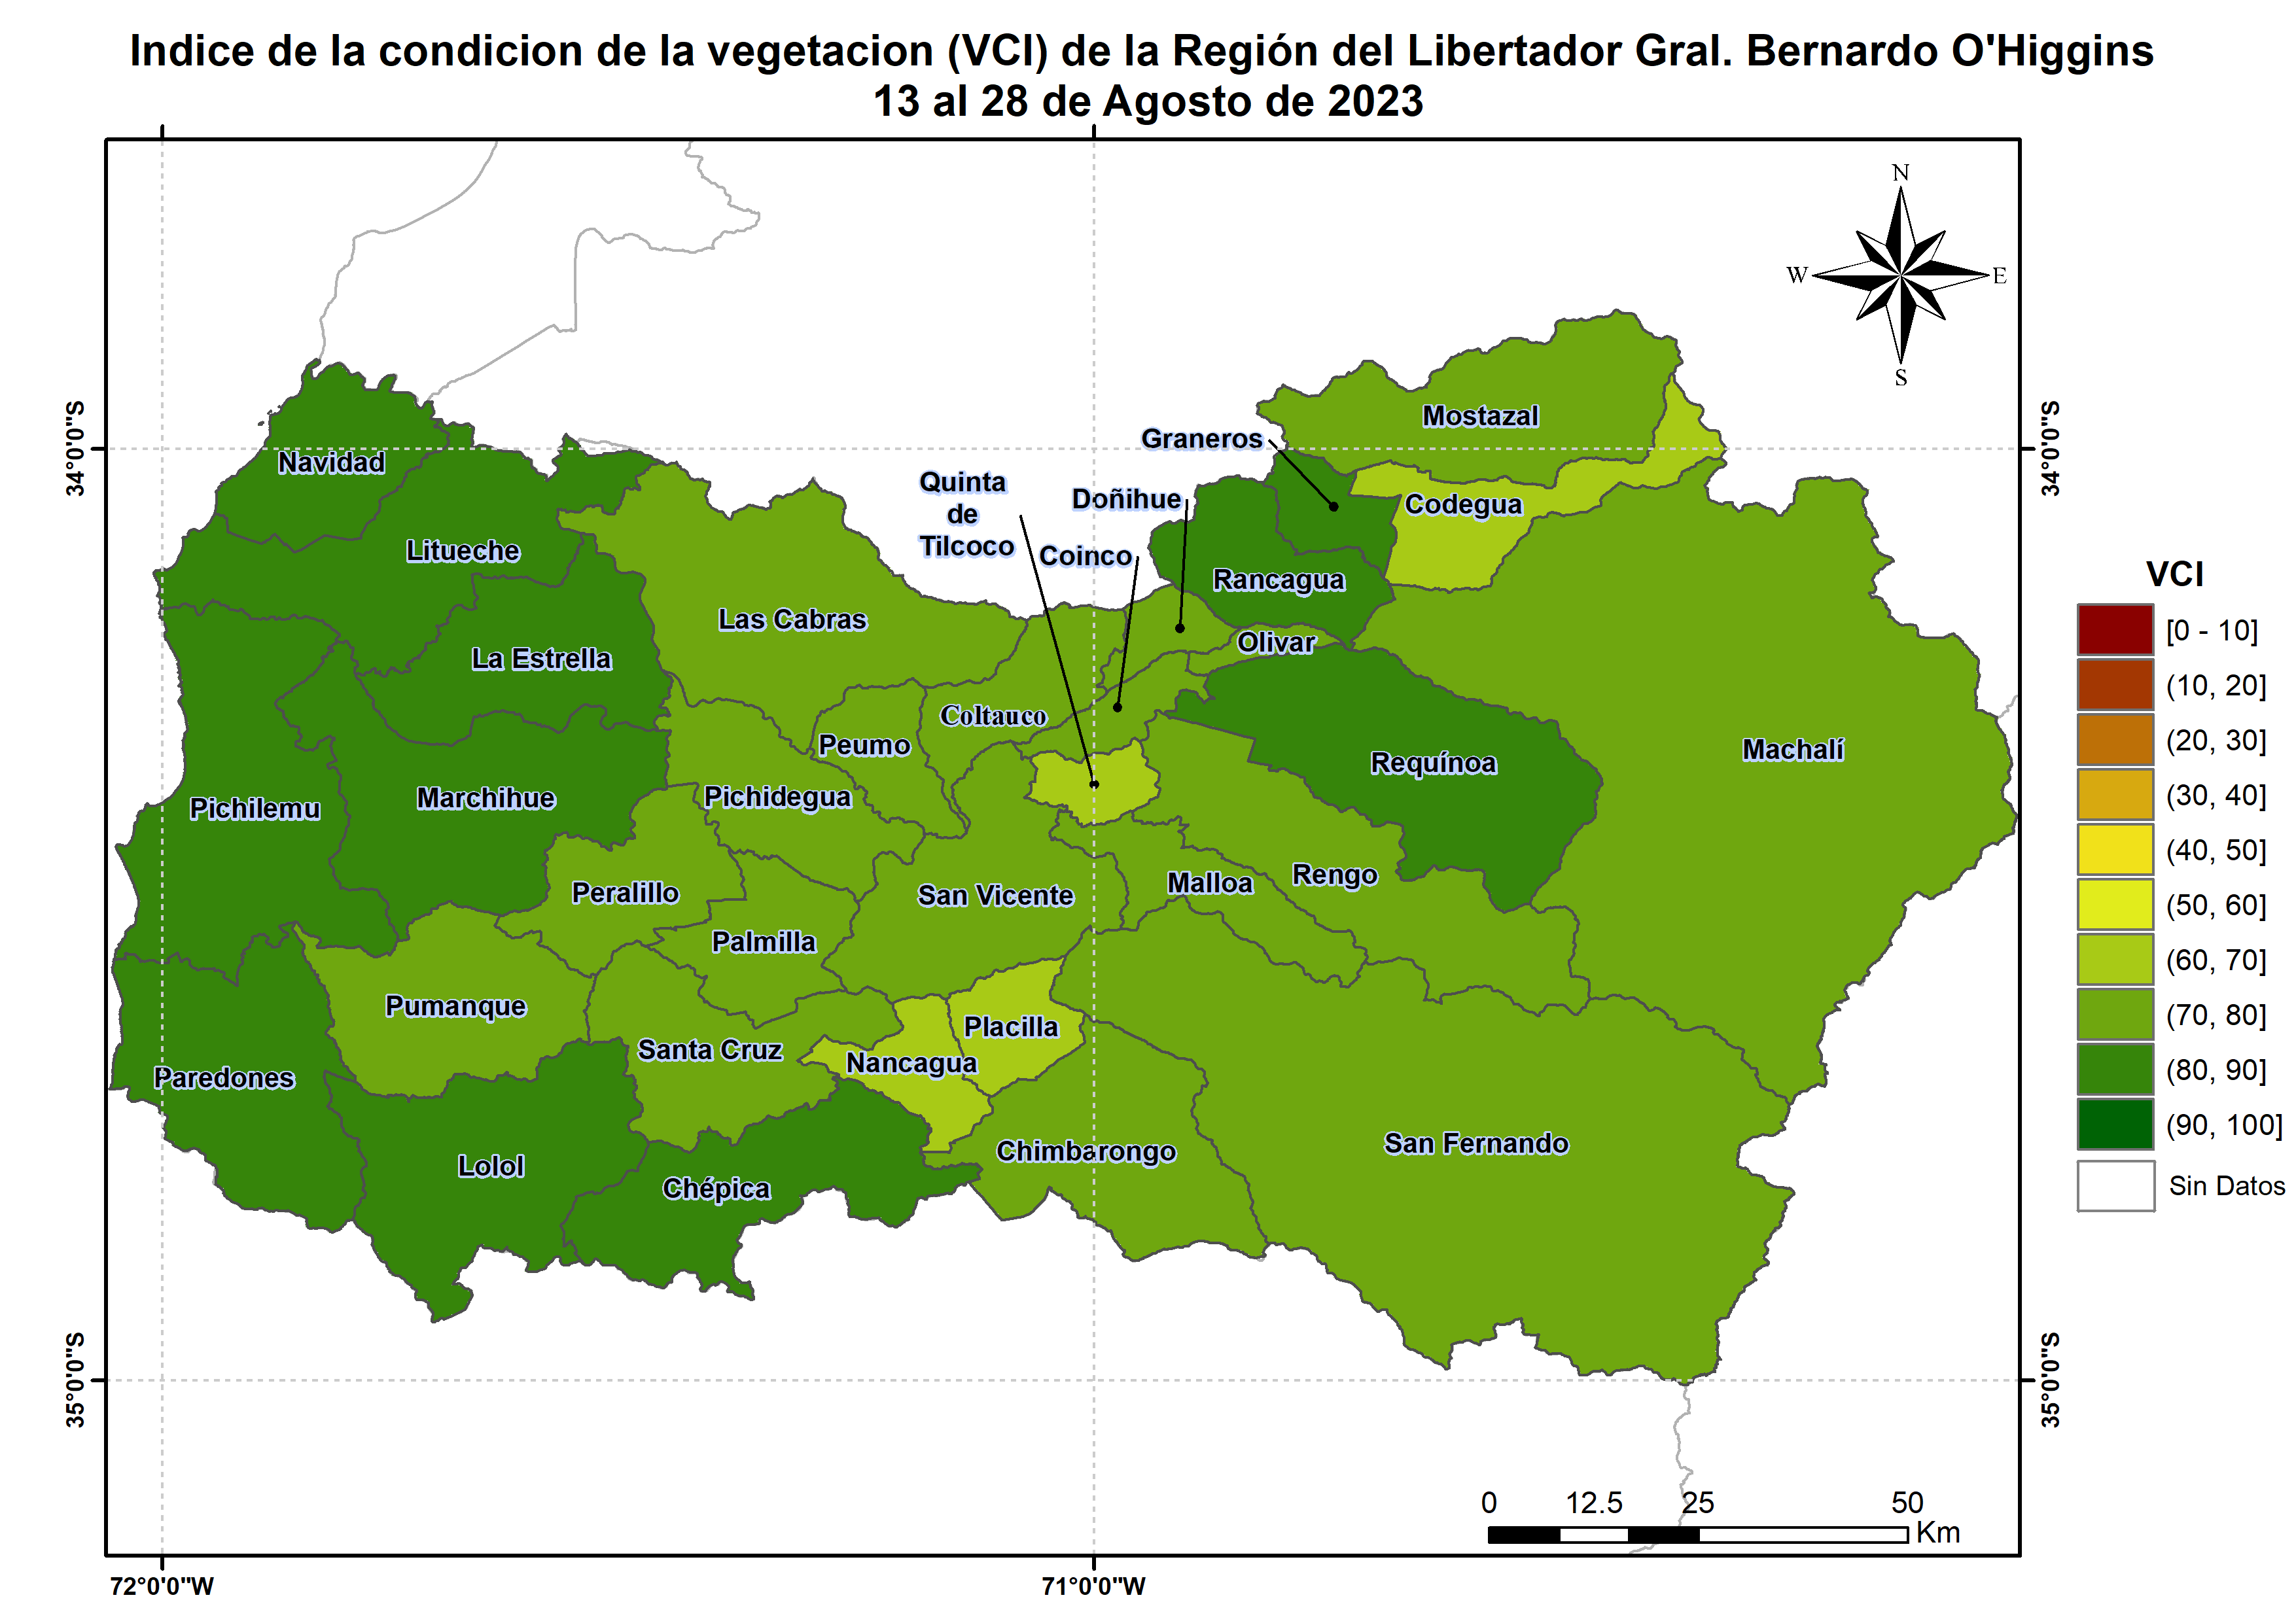 Indice de la condicion de la vegetacion (VCI) de la Región del Libertador Gral. Bernardo O'Higgins
13 al 28 de Agosto de 2023
N
W
E
S
34°0'0"S
34°0'0"S
35°0'0"S
35°0'0"S
72°0'0"W
71°0'0"W
Mostazal
Graneros
Navidad
Quinta
de
Tilcoco
Doñihue
Codegua
Litueche
Coinco
Rancagua
Las Cabras
Olivar
La Estrella
Coltauco
Peumo
Machalí
Requínoa
Pichilemu
Marchihue
Pichidegua
Peralillo
San Vicente
Malloa
Rengo
Palmilla
Pumanque
Placilla
Santa Cruz
Nancagua
Paredones
Lolol
Chépica
Chimbarongo
San Fernando
VCI
[0 - 10]
(10, 20]
(20, 30]
(30, 40]
(40, 50]
(50, 60]
(60, 70]
(70, 80]
(80, 90]
(90, 100]
Sin Datos
0 12.5 25 50
Km